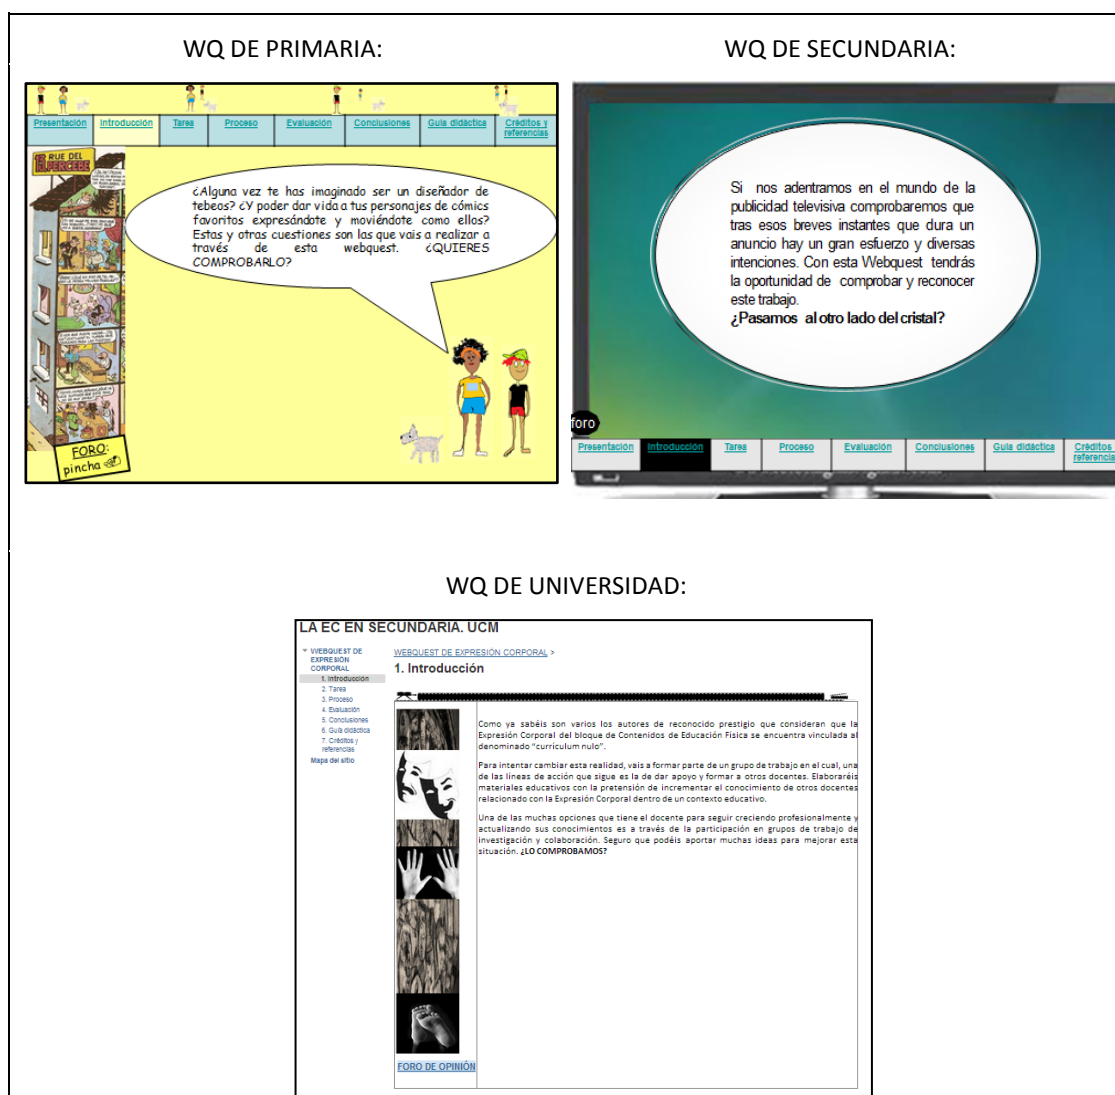 WQ DE PRIMARIA:
WQ DE SECUNDARIA:
Presentación Introducción Tarea Proceso Evaluación Conclusiones Guía didáctica Créditos y referencias
13, RUE DEL PERCEBE
¿Alguna vez te has imaginado ser un diseñador de
tebeos? ¿Y poder dar vida a tus personajes de cómics
favoritos expresándote y moviéndote como ellos?
Estas y otras cuestiones son las que vais a realizar a
través de esta webquest. ¿QUIERES
COMPROBARLO?
FORO:
pincha
Si nos adentramos en el mundo de la
publicidad televisiva comprobaremos que
tras esos breves instantes que dura un
anuncio hay un gran esfuerzo y diversas
intenciones. Con esta Webquest tendrás
la oportunidad de comprobar y reconocer
este trabajo.
¿Pasamos al otro lado del cristal?
foro
Presentación Introducción Tarea Proceso Evaluación Conclusiones Guía didáctica Créditos referencia
WQ DE UNIVERSIDAD:
LA EC EN SECUNDARIA. UCM
WEBQUEST DE
EXPRESIÓN
CORPORAL
1. Introducción
2. Tarea
3. Proceso
4. Evaluación
5. Conclusiones
6. Guía didáctica
7. Créditos y
referencias
Mapa del sitio
WEBQUEST DE EXPRESIÓN CORPORAL >
1. Introducción
Como ya sabéis son varios los autores de reconocido prestigio que consideran que la
Expresión Corporal del bloque de Contenidos de Educación Física se encuentra vinculada al
denominado "curriculum nulo".
Para intentar cambiar esta realidad, vais a formar parte de un grupo de trabajo en el cual, una
de las líneas de acción que sigue es la de dar apoyo y formar a otros docentes. Elaboraréis
materiales educativos con la pretensión de incrementar el conocimiento de otros docentes
relacionado con la Expresión Corporal dentro de un contexto educativo.
Una de las muchas opciones que tiene el docente para seguir creciendo profesionalmente y
actualizando sus conocimientos es a través de la participación en grupos de trabajo de
investigación y colaboración. Seguro que podéis aportar muchas ideas para mejorar esta
situación. ¿LO COMPROBAMOS?
FORO DE OPINIÓN